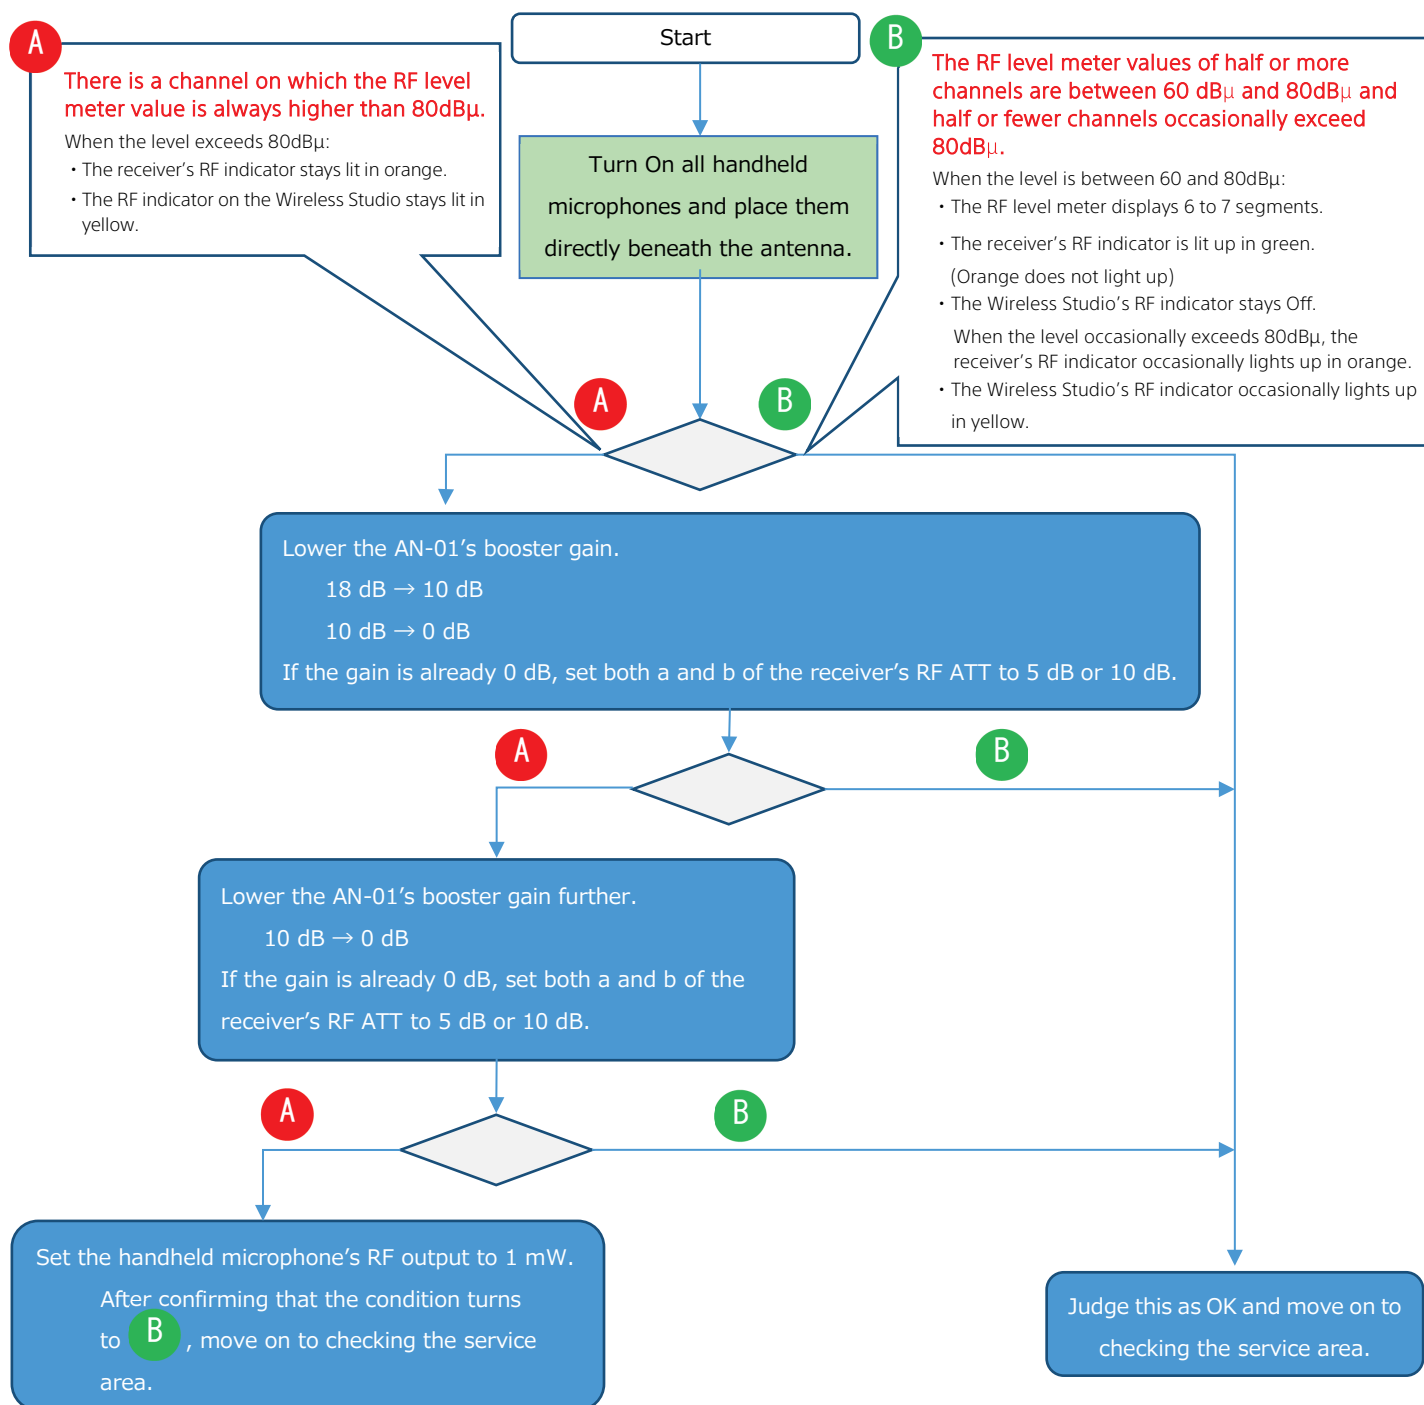 Start
A
There is a channel on which the RF level
meter value is always higher than 80dBμ.
When the level exceeds 80dBμ:
・The receiver's RF indicator stays lit in orange.
・The RF indicator on the Wireless Studio stays lit in
yellow.
B
The RF level meter values of half or more
channels are between 60 dBμ and 80dBμ and
half or fewer channels occasionally exceed
80dBμ.
When the level is between 60 and 80dBμ:
・The RF level meter displays 6 to 7 segments.
・The receiver's RF indicator is lit up in green.
(Orange does not light up)
・The Wireless Studio's RF indicator stays Off.
When the level occasionally exceeds 80dBμ, the
receiver's RF indicator occasionally lights up in orange.
・The Wireless Studio's RF indicator occasionally lights up
in yellow.
Turn On all handheld
microphones and place them
directly beneath the antenna.
A
B
Lower the AN-01's booster gain.
18 dB → 10 dB
10 dB → 0 dB
If the gain is already 0 dB, set both a and b of the receiver's RF ATT to 5 dB or 10 dB.
A
B
Lower the AN-01's booster gain further.
10 dB → 0 dB
If the gain is already 0 dB, set both a and b of the
receiver's RF ATT to 5 dB or 10 dB.
A
B
Set the handheld microphone's RF output to 1 mW.
After confirming that the condition turns
to B , move on to checking the service
area.
Judge this as OK and move on to
checking the service area.